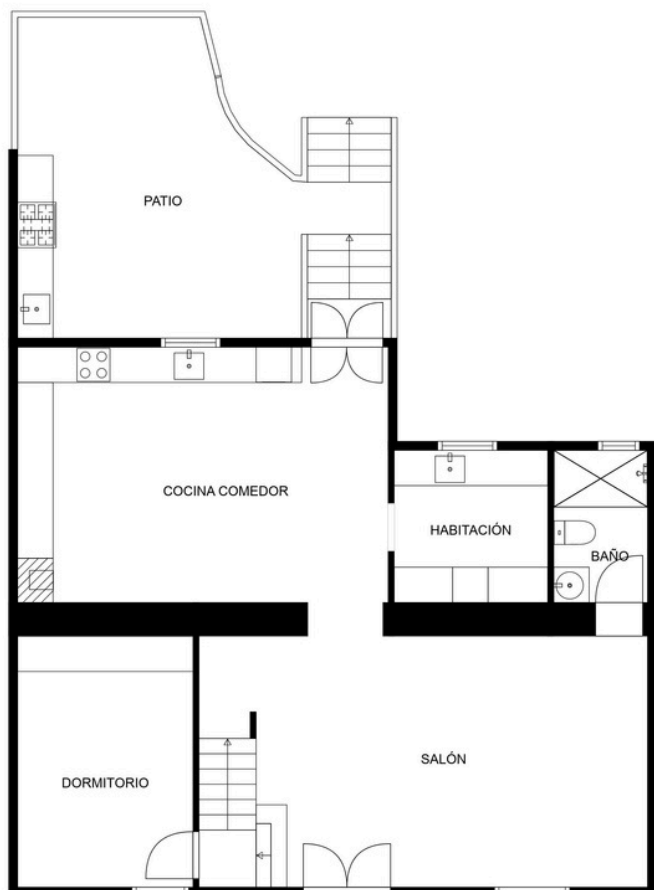 PATIO
COCINA COMEDOR
HABITACIÓN
BAÑO
SALÓN
DORMITORIO